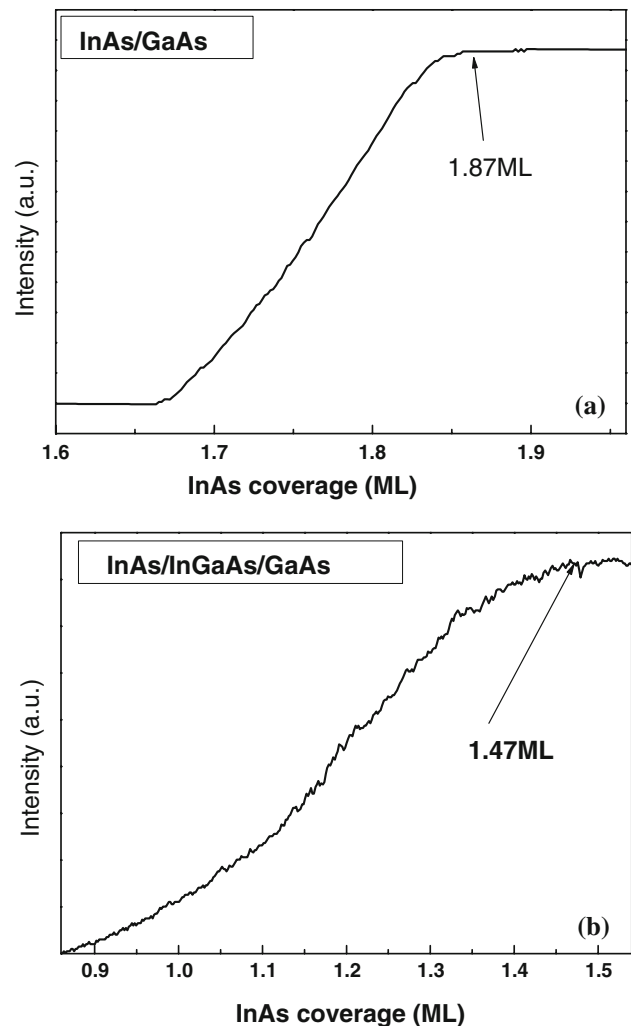 InAs/GaAs
Intensity (a.u.)
1.87ML
(a)
1.6 1.7 1.8 1.9
InAs coverage (ML)
InAs/InGaAs/GaAs
Intensity (a.u.)
1.47ML
(b)
0.9 1.0 1.1 1.2 1.3 1.4 1.5
InAs coverage (ML)